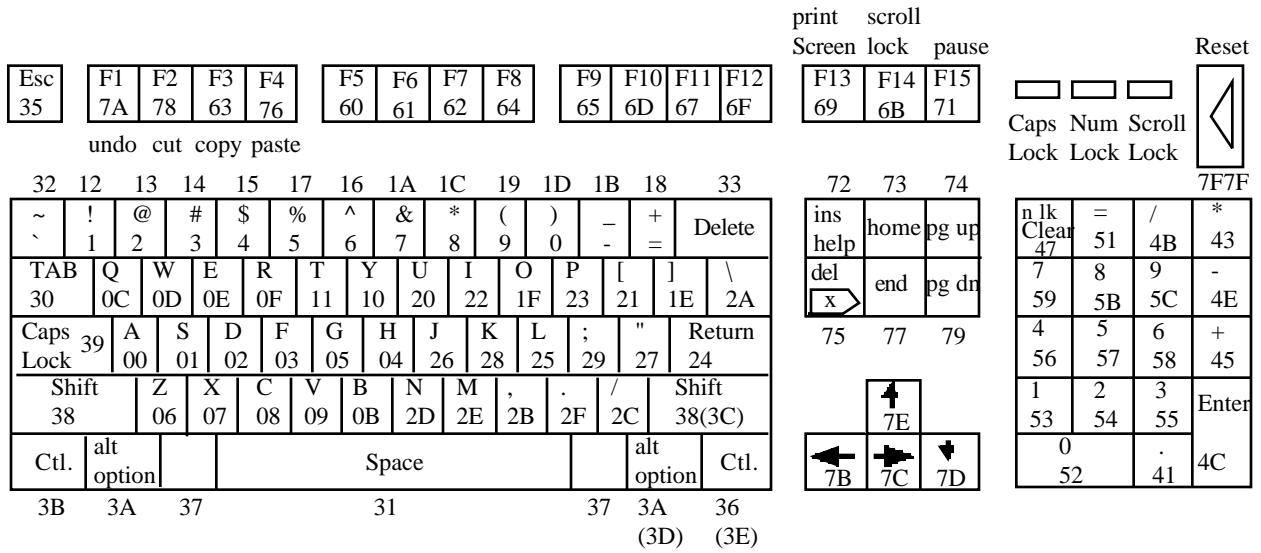 print scroll
Screen lock pause Reset
Esc F1 F2 F3 F4 F5 F6 F7 F8 F9 F10 F11 F12 F13 F14 F15
35 7A 78 63 76 60 61 62 64 65 6D 67 6F 69 6B 71
Caps Num Scroll
Lock Lock Lock
undo cut copy paste
32 12 13 14 15 17 16 1A 1C 19 1D 1B 18 33 72 73 74 7F7F
~ ! @ # $ % ^ & * ( ) _ + Delete ins home pg up n lk = / *
` 1 2 3 4 5 6 7 8 9 0 - = help Clear 51 4B 43
47
TAB Q W E R T Y U I O P [ ] \ del end pg dn 7 8 9 -
30 0C 0D 0E 0F 11 10 20 22 1F 23 21 1E 2A x 59 5B 5C 4E
Caps 39 A S D F G H J K L ; " Return 75 77 79 4 5 6 +
Lock 00 01 02 03 05 04 26 28 25 29 27 24 56 57 58 45
Shift Z X C V B N M , . / Shift 1 2 3 Enter
38 06 07 08 09 0B 2D 2E 2B 2F 2C 38(3C) 7E 53 54 55
Ctl. alt Space alt Ctl. 0 . 4C
option option 7B 7C 7D 52 41
3B 3A 37 31 37 3A 36
(3D) (3E)